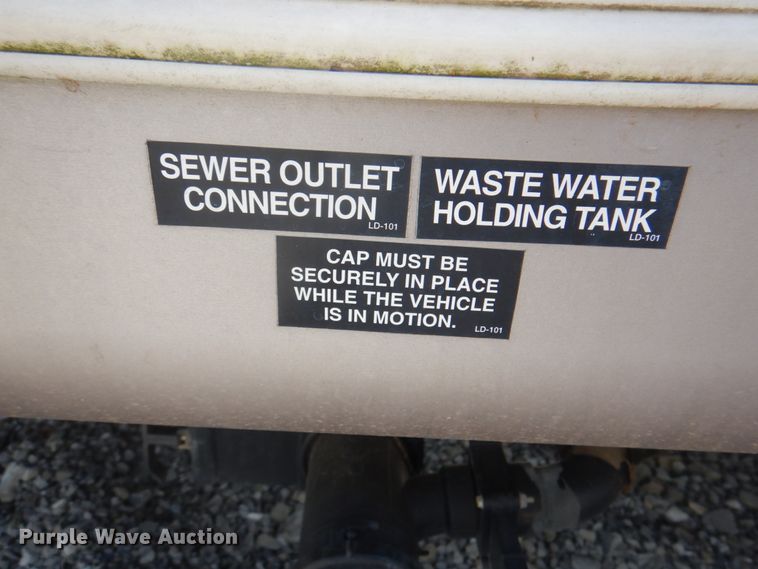 SEWER OUTLET
CONNECTION
LD-101
WASTE WATER
HOLDING TANK
LD-101
CAP MUST BE
SECURELY IN PLACE
WHILE THE VEHICLE
IS IN MOTION.
LD-101
Purple Wave Auction